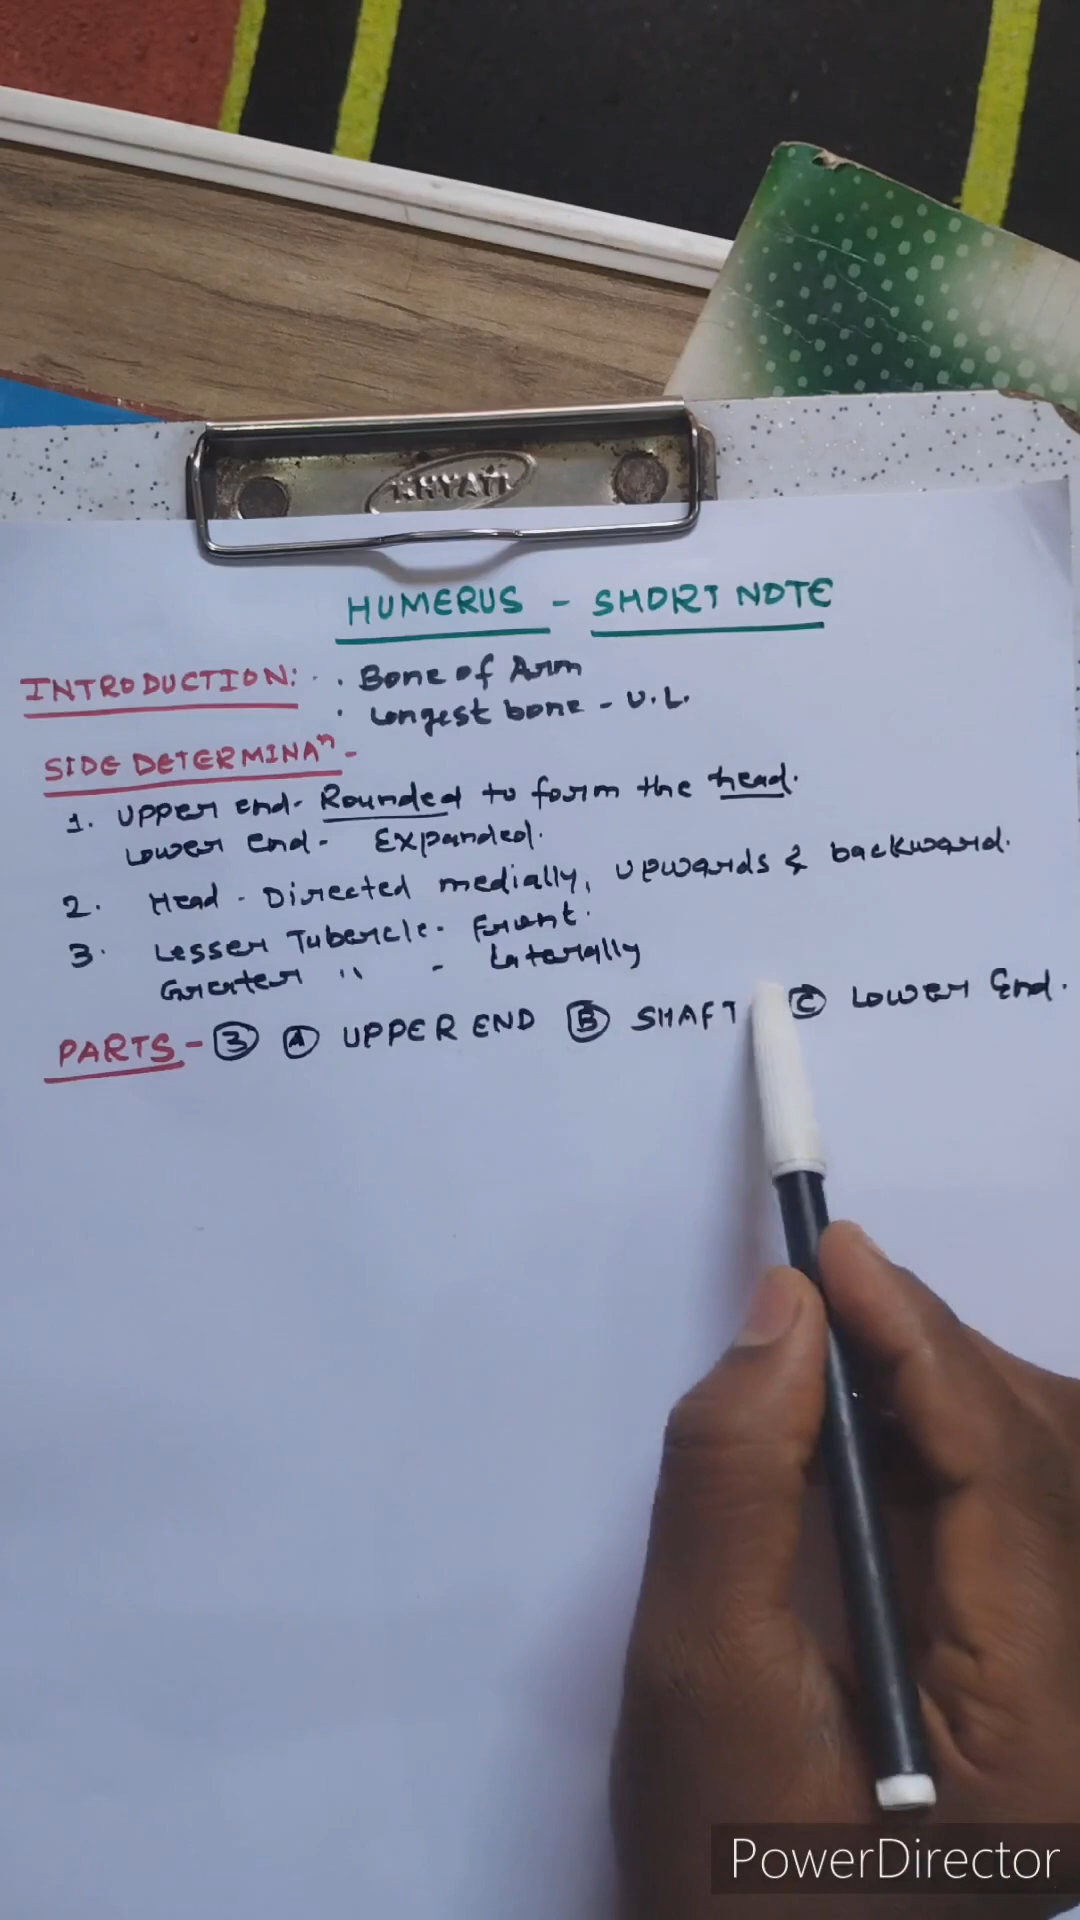 KHYATI
HUMERUS - SHORT NOTE
INTRODUCTION: . Bone of Arm
. Longest bone - U.L.
SIDE DETERMINAⁿ -
1. Upper end - Rounded to form the head.
Lower end - Expanded.
2. Head - Directed medially, upwards & backward.
3. Lesser Tubercle - Front.
Greater " - Laterally
PARTS - ③ Ⓐ UPPER END Ⓑ SHAFT Ⓒ Lower End.
PowerDirector